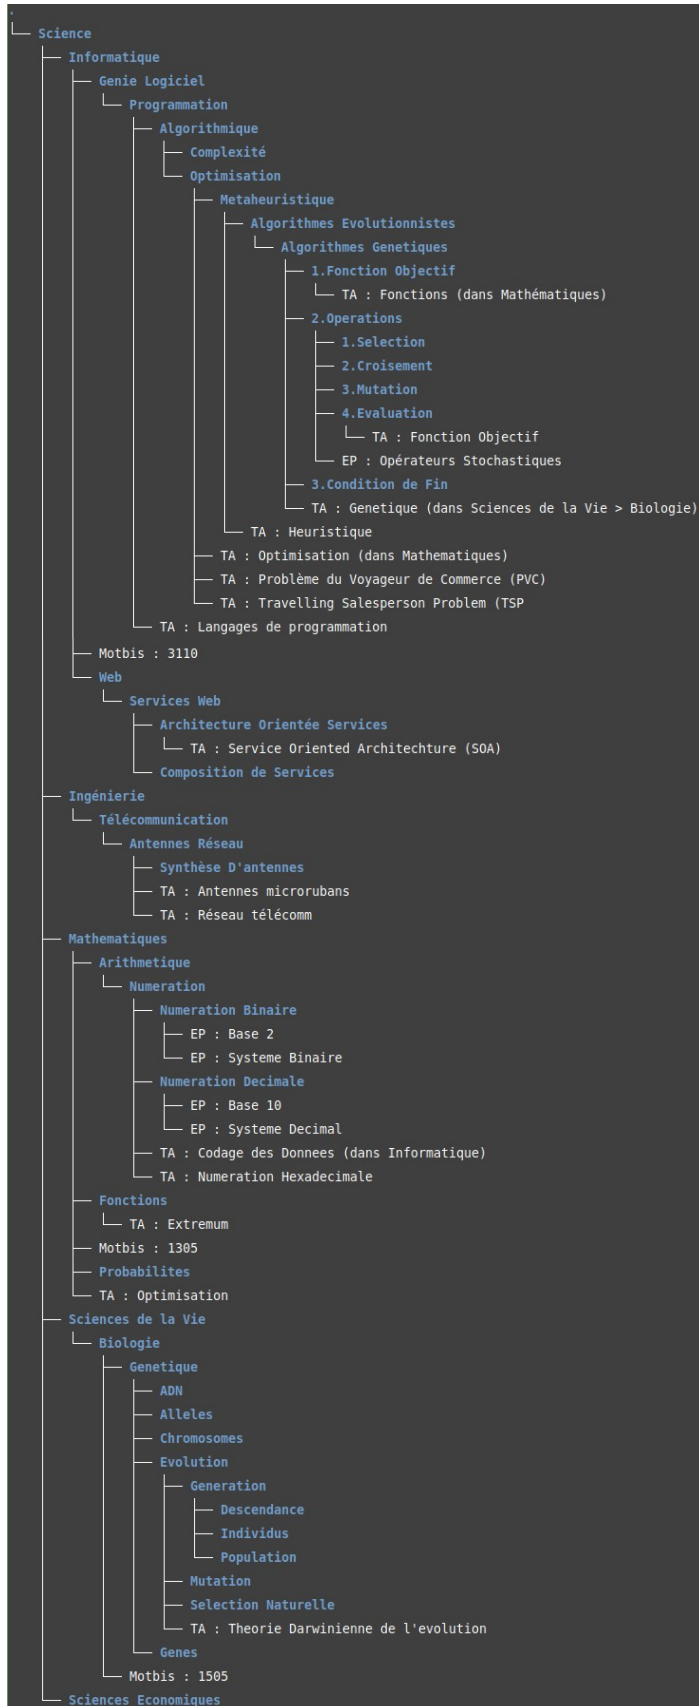 .
└── Science
    ├── Informatique
    │   ├── Genie Logiciel
    │   │   └── Programmation
    │   │       ├── Algorithmique
    │   │       │   ├── Complexité
    │   │       │   └── Optimisation
    │   │       │       ├── Metaheuristique
    │   │       │       │   ├── Algorithmes Evolutionnistes
    │   │       │       │   │   └── Algorithmes Genetiques
    │   │       │       │   │       ├── 1.Fonction Objectif
    │   │       │       │   │       │   └── TA : Fonctions (dans Mathématiques)
    │   │       │       │   │       ├── 2.Operations
    │   │       │       │   │       │   ├── 1.Selection
    │   │       │       │   │       │   ├── 2.Croisement
    │   │       │       │   │       │   ├── 3.Mutation
    │   │       │       │   │       │   ├── 4.Evaluation
    │   │       │       │   │       │   │   └── TA : Fonction Objectif
    │   │       │       │   │       │   └── EP : Opérateurs Stochastiques
    │   │       │       │   │       ├── 3.Condition de Fin
    │   │       │       │   │       └── TA : Genetique (dans Sciences de la Vie > Biologie)
    │   │       │       │   └── TA : Heuristique
    │   │       │       ├── TA : Optimisation (dans Mathematiques)
    │   │       │       ├── TA : Problème du Voyageur de Commerce (PVC)
    │   │       │       └── TA : Travelling Salesperson Problem (TSP
    │   │       └── TA : Langages de programmation
    │   ├── Motbis : 3110
    │   └── Web
    │       └── Services Web
    │           ├── Architecture Orientée Services
    │           │   └── TA : Service Oriented Architechture (SOA)
    │           └── Composition de Services
    ├── Ingénierie
    │   └── Télécommunication
    │       └── Antennes Réseau
    │           ├── Synthèse D'antennes
    │           ├── TA : Antennes microrubans
    │           └── TA : Réseau télécomm
    ├── Mathematiques
    │   ├── Arithmetique
    │   │   └── Numeration
    │   │       ├── Numeration Binaire
    │   │       │   ├── EP : Base 2
    │   │       │   └── EP : Systeme Binaire
    │   │       ├── Numeration Decimale
    │   │       │   ├── EP : Base 10
    │   │       │   └── EP : Systeme Decimal
    │   │       ├── TA : Codage des Donnees (dans Informatique)
    │   │       └── TA : Numeration Hexadecimale
    │   ├── Fonctions
    │   │   └── TA : Extremum
    │   ├── Motbis : 1305
    │   ├── Probabilites
    │   └── TA : Optimisation
    ├── Sciences de la Vie
    │   └── Biologie
    │       ├── Genetique
    │       │   ├── ADN
    │       │   ├── Alleles
    │       │   ├── Chromosomes
    │       │   ├── Evolution
    │       │   │   ├── Generation
    │       │   │   │   ├── Descendance
    │       │   │   │   ├── Individus
    │       │   │   │   └── Population
    │       │   │   ├── Mutation
    │       │   │   ├── Selection Naturelle
    │       │   │   └── TA : Theorie Darwinienne de l'evolution
    │       │   └── Genes
    │       └── Motbis : 1505
    └── Sciences Economiques